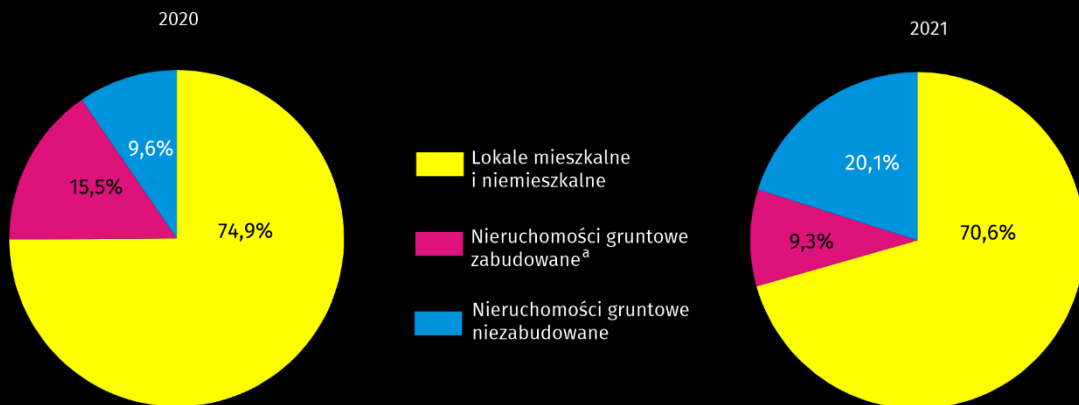 2020
9,6%
15,5%
74,9%
Lokale mieszkalne
i niemieszkalne
Nieruchomości gruntowe
zabudowaneᵃ
Nieruchomości gruntowe
niezabudowane
2021
20,1%
9,3%
70,6%